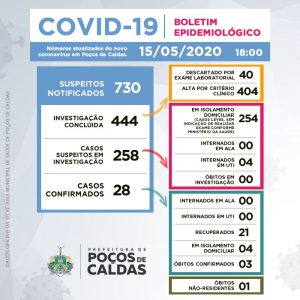 COVID-19
BOLETIM
EPIDEMIOLÓGICO
Números atualizados do novo
coronavírus em Poços de Caldas.
15/05/2020
18:00
SUSPEITOS
NOTIFICADOS
730
INVESTIGAÇÃO
CONCLUÍDA
444
CASOS
SUSPEITOS EM
INVESTIGAÇÃO
258
CASOS
CONFIRMADOS
28
DESCARTADO POR
EXAME LABORATORIAL
40
ALTA POR CRITÉRIO
CLÍNICO
404
EM ISOLAMENTO
DOMICILIAR
(CASOS LEVES, SEM
INDICAÇÃO DE REALIZAR
EXAME CONFORME
MINISTÉRIO DA SAÚDE)
254
INTERNADOS
EM ALA
00
INTERNADOS
EM UTI
04
ÓBITOS EM
INVESTIGAÇÃO
00
INTERNADOS EM ALA
00
INTERNADOS EM UTI
00
RECUPERADOS
21
EM ISOLAMENTO
DOMICILIAR
04
ÓBITOS CONFIRMADOS
03
ÓBITOS
NÃO-RESIDENTES
01
PREFEITURA DE
POÇOS
DE CALDAS
DADOS OFICIAIS DA SECRETARIA MUNICIPAL DE SAÚDE DE POÇOS DE CALDAS